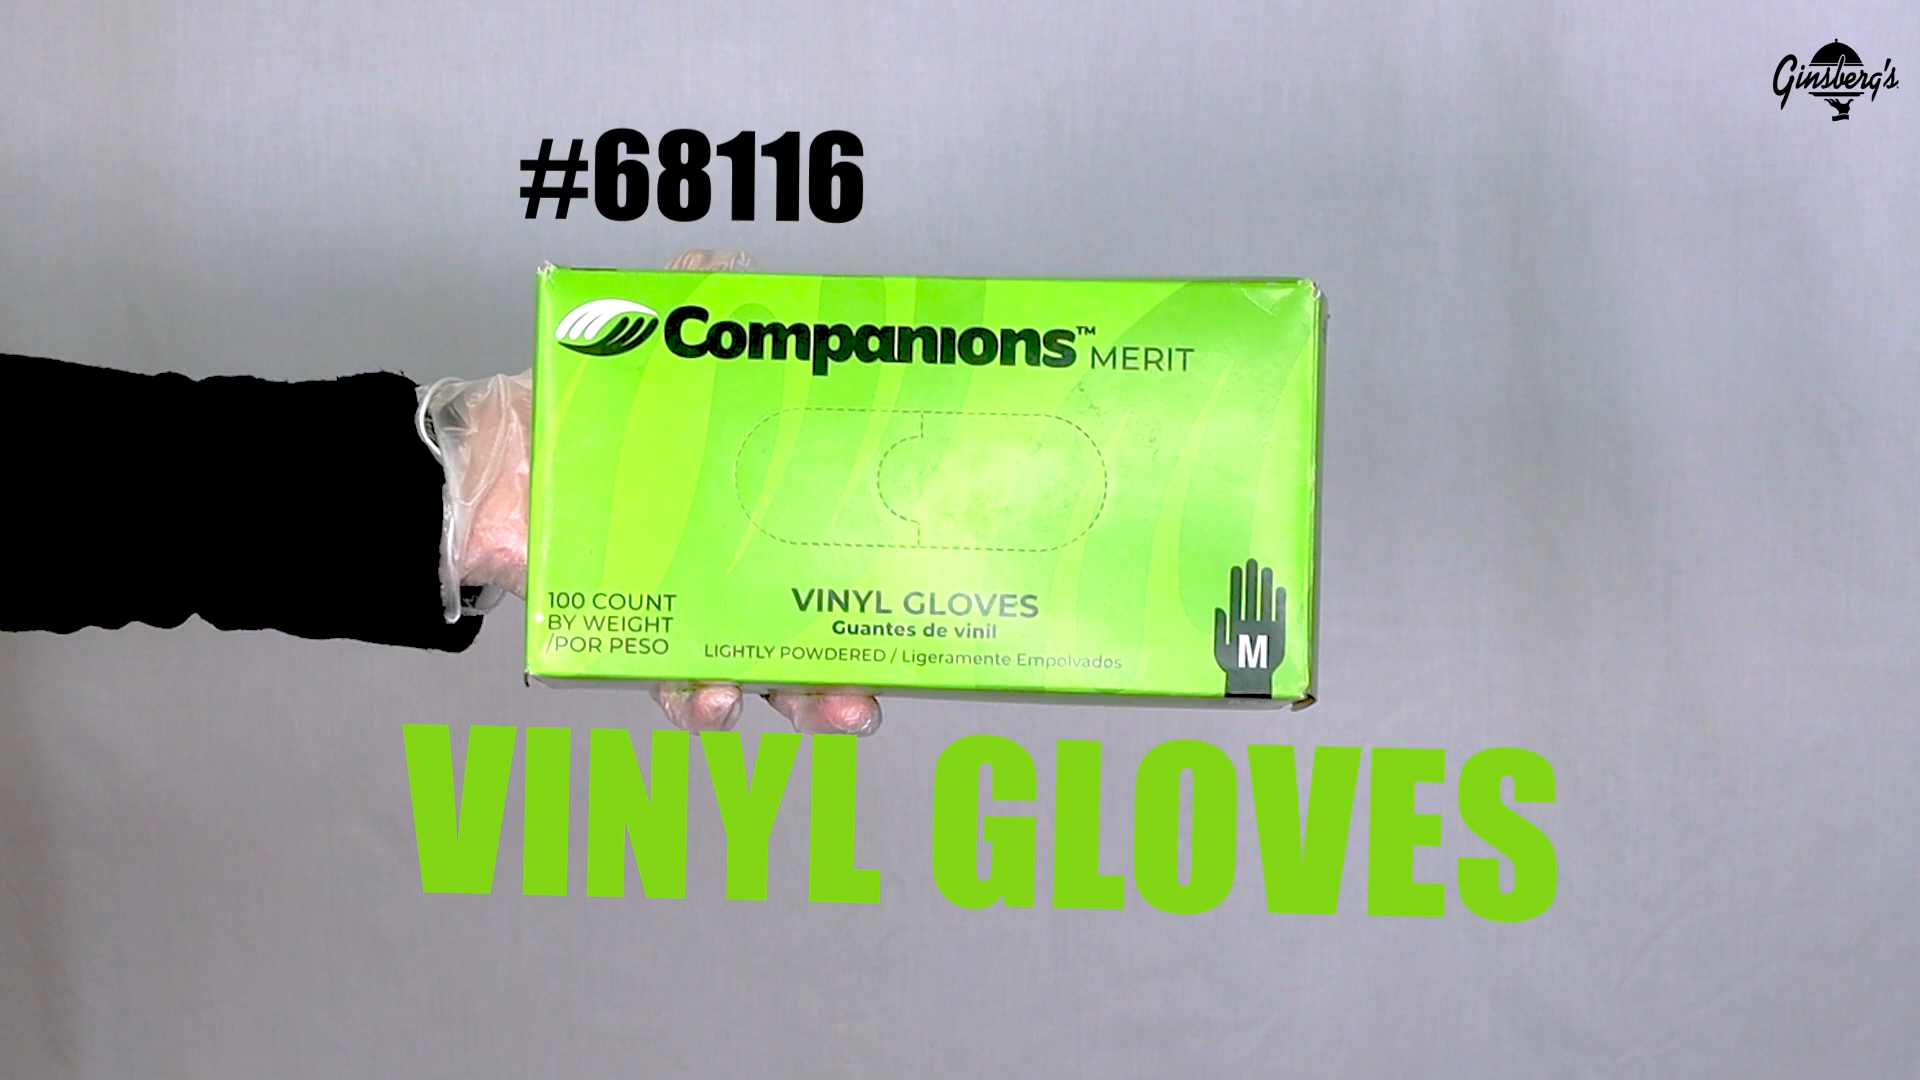 Ginsberg's
#68116
Companions™ MERIT
100 COUNT
BY WEIGHT
/POR PESO
VINYL GLOVES
Guantes de vinil
LIGHTLY POWDERED / Ligeramente Empolvados
M
VINYL GLOVES